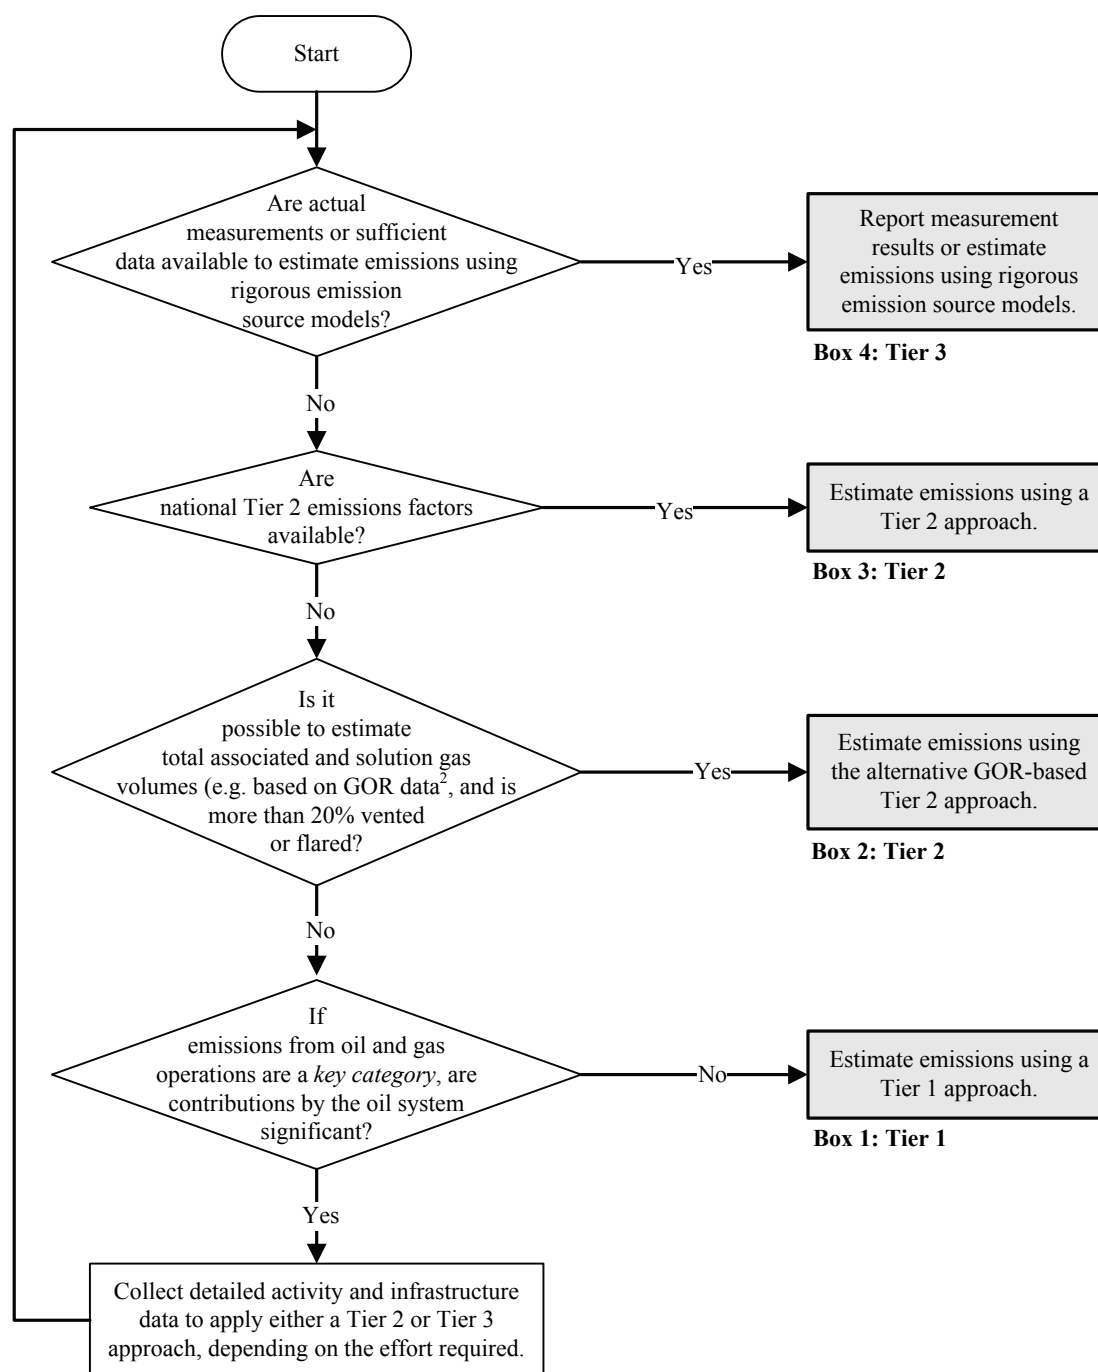 Start
Are actual
measurements or sufficient
data available to estimate emissions using
rigorous emission
source models?
Yes
Report measurement
results or estimate
emissions using rigorous
emission source models.
Box 4: Tier 3
No
Are
national Tier 2 emissions factors
available?
Yes
Estimate emissions using a
Tier 2 approach.
Box 3: Tier 2
No
Is it
possible to estimate
total associated and solution gas
volumes (e.g. based on GOR data², and is
more than 20% vented
or flared?
Yes
Estimate emissions using
the alternative GOR-based
Tier 2 approach.
Box 2: Tier 2
No
If
emissions from oil and gas
operations are a key category, are
contributions by the oil system
significant?
No
Estimate emissions using a
Tier 1 approach.
Box 1: Tier 1
Yes
Collect detailed activity and infrastructure
data to apply either a Tier 2 or Tier 3
approach, depending on the effort required.